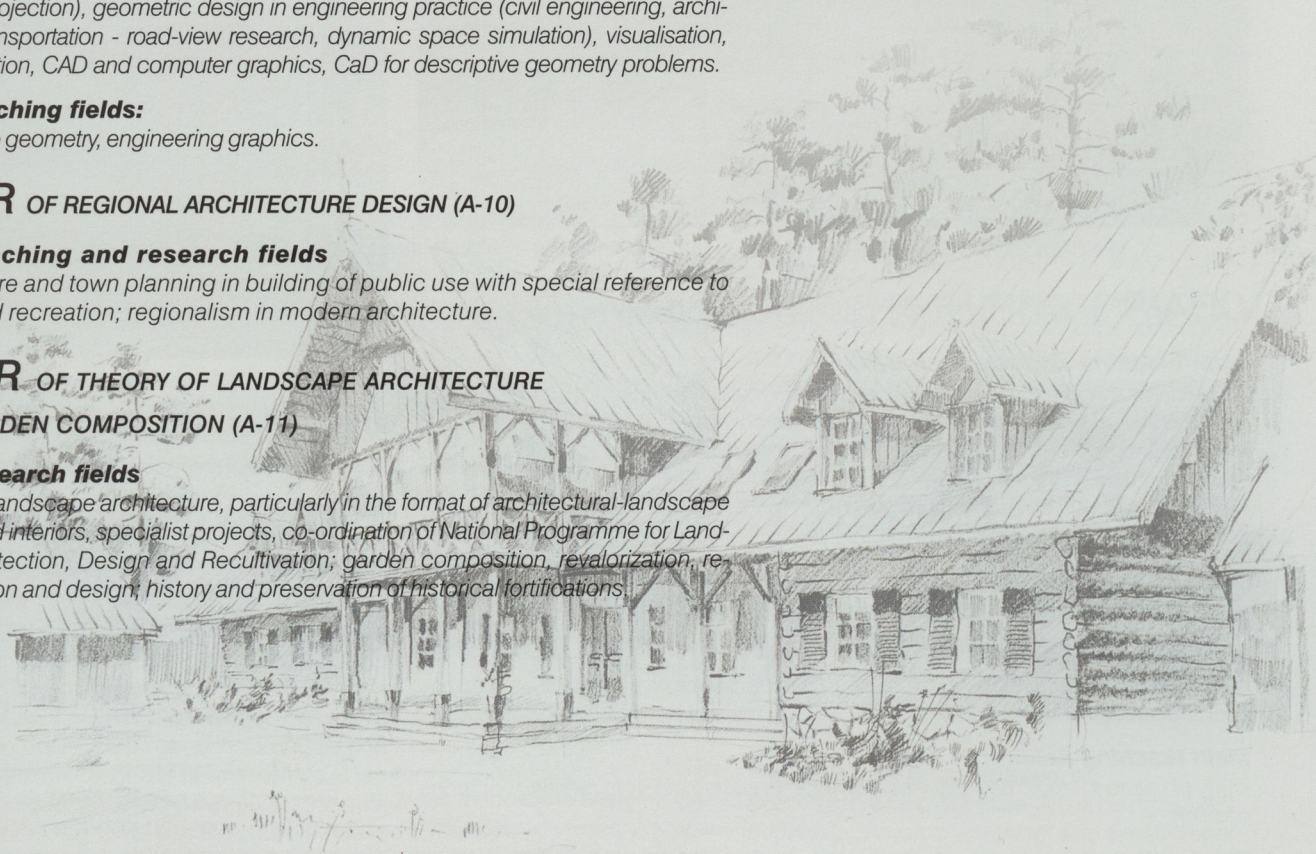 ojection), geometric design in engineering practice (civil engineering, archi-
nsportation - road-view research, dynamic space simulation), visualisation,
tion, CAD and computer graphics, CaD for descriptive geometry problems.
ching fields:
geometry, engineering graphics.
R OF REGIONAL ARCHITECTURE DESIGN (A-10)
ching and research fields
re and town planning in building of public use with special reference to
recreation; regionalism in modern architecture.
R OF THEORY OF LANDSCAPE ARCHITECTURE
DEN COMPOSITION (A-11)
earch fields
andscape architecture, particularly in the format of architectural-landscape
d interiors, specialist projects, co-ordination of National Programme for Land-
tection, Design and Recultivation; garden composition, revalorization, re-
on and design; history and preservation of historical fortifications.